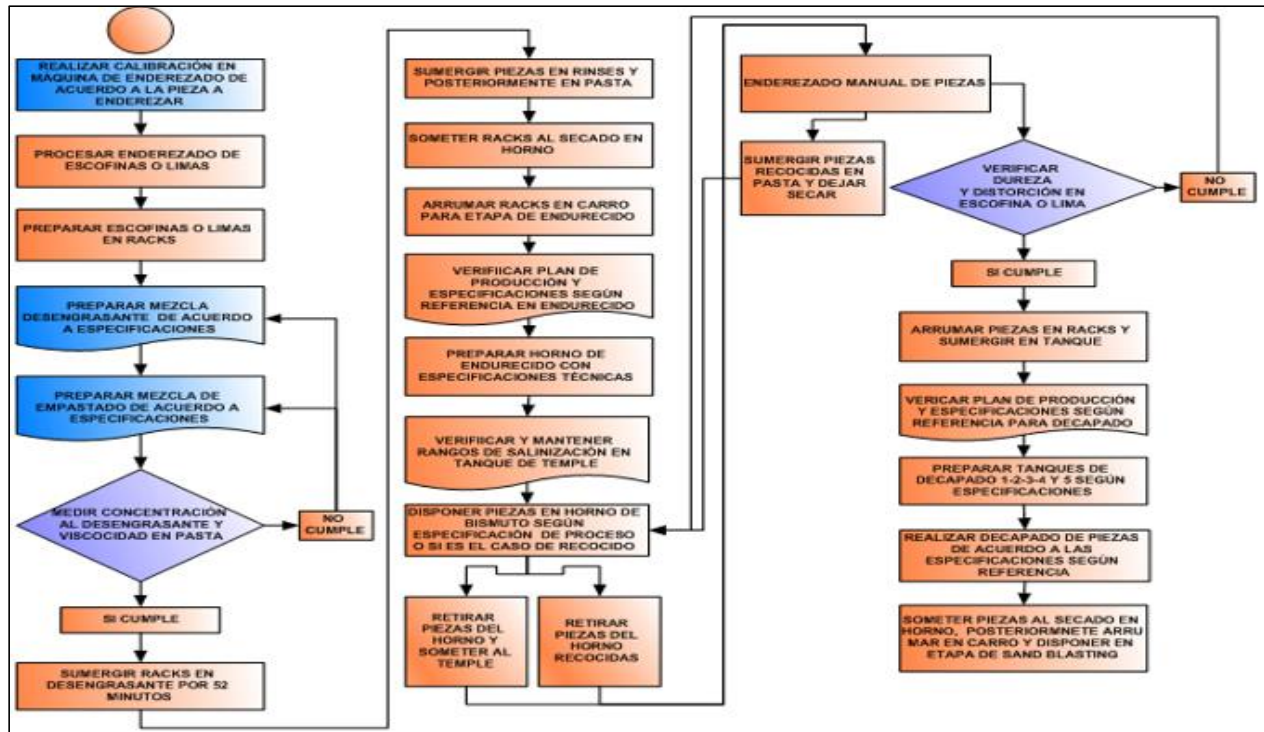 REALIZAR CALIBRACIÓN EN
MÁQUINA DE ENDEREZADO DE
ACUERDO A LA PIEZA A
ENDEREZAR
PROCESAR ENDEREZADO DE
ESCOFINAS O LIMAS
PREPARAR ESCOFINAS O LIMAS
EN RACKS
PREPARAR MEZCLA
DESENGRASANTE DE ACUERDO
A ESPECIFICACIONES
PREPARAR MEZCLA DE
EMPASTADO DE ACUERDO A
ESPECIFICACIONES
MEDIR CONCENTRACIÓN
AL DESENGRASANTE Y
VISCOCIDAD EN PASTA
NO
CUMPLE
SI CUMPLE
SUMERGIR RACKS EN
DESENGRASANTE POR 52
MINUTOS
SUMERGIR PIEZAS EN RINSES Y
POSTERIORMENTE EN PASTA
SOMETER RACKS AL SECADO EN
HORNO
ARRUMAR RACKS EN CARRO
PARA ETAPA DE ENDURECIDO
VERIFIICAR PLAN DE
PRODUCCIÓN Y
ESPECIFICACIONES SEGÚN
REFERENCIA EN ENDURECIDO
PREPARAR HORNO DE
ENDURECIDO CON
ESPECIFICACIONES TÉCNICAS
VERIFIICAR Y MANTENER
RANGOS DE SALINIZACIÓN EN
TANQUE DE TEMPLE
DISPONER PIEZAS EN HORNO DE
BISMUTO SEGÚN
ESPECIFICACIÓN DE PROCESO
O SI ES EL CASO DE RECOCIDO
RETIRAR
PIEZAS DEL
HORNO Y
SOMETER AL
TEMPLE
RETIRAR
PIEZAS DEL
HORNO
RECOCIDAS
ENDEREZADO MANUAL DE PIEZAS
SUMERGIR PIEZAS
RECOCIDAS EN
PASTA Y DEJAR
SECAR
VERIFICAR
DUREZA
Y DISTORCIÓN EN
ESCOFINA O LIMA
NO
CUMPLE
SI CUMPLE
ARRUMAR PIEZAS EN RACKS Y
SUMERGIR EN TANQUE
VERICAR PLAN DE PRODUCCIÓN
Y ESPECIFICACIONES SEGÚN
REFERENCIA PARA DECAPADO
PREPARAR TANQUES DE
DECAPADO 1-2-3-4 Y 5 SEGÚN
ESPECIFICACIONES
REALIZAR DECAPADO DE PIEZAS
DE ACUERDO A LAS
ESPECIFICACIONES SEGÚN
REFERENCIA
SOMETER PIEZAS AL SECADO EN
HORNO, POSTERIORMNETE ARRU
MAR EN CARRO Y DISPONER EN
ETAPA DE SAND BLASTING